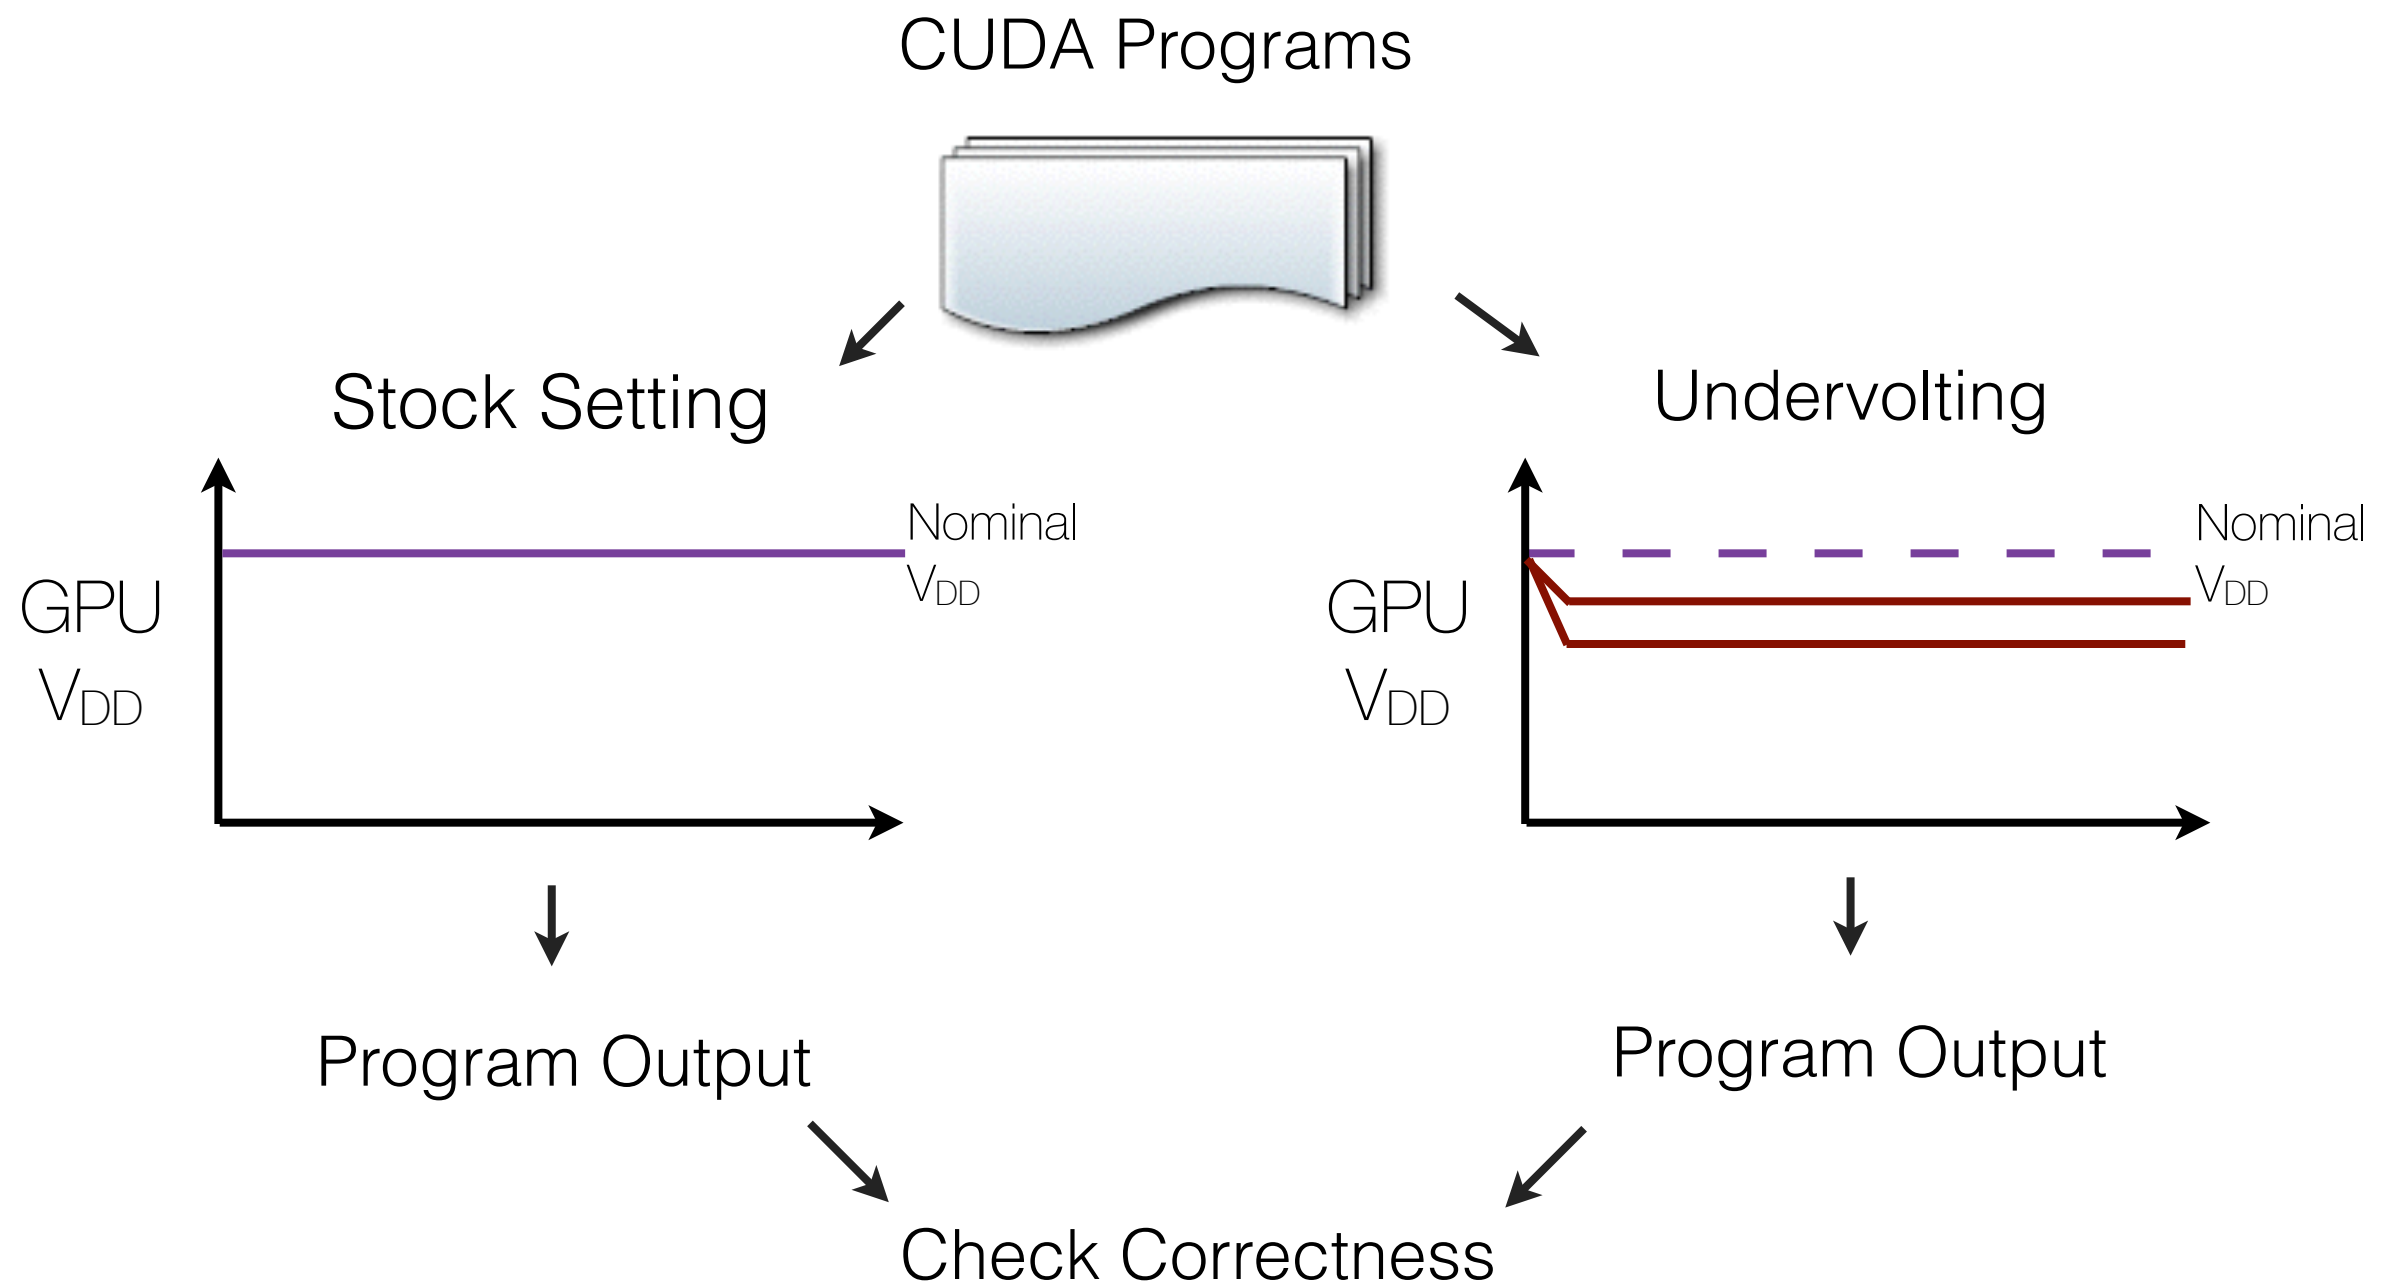 CUDA Programs
Stock Setting
Undervolting
Nominal
VDD
GPU
VDD
Nominal
VDD
GPU
VDD
Program Output
Program Output
Check Correctness